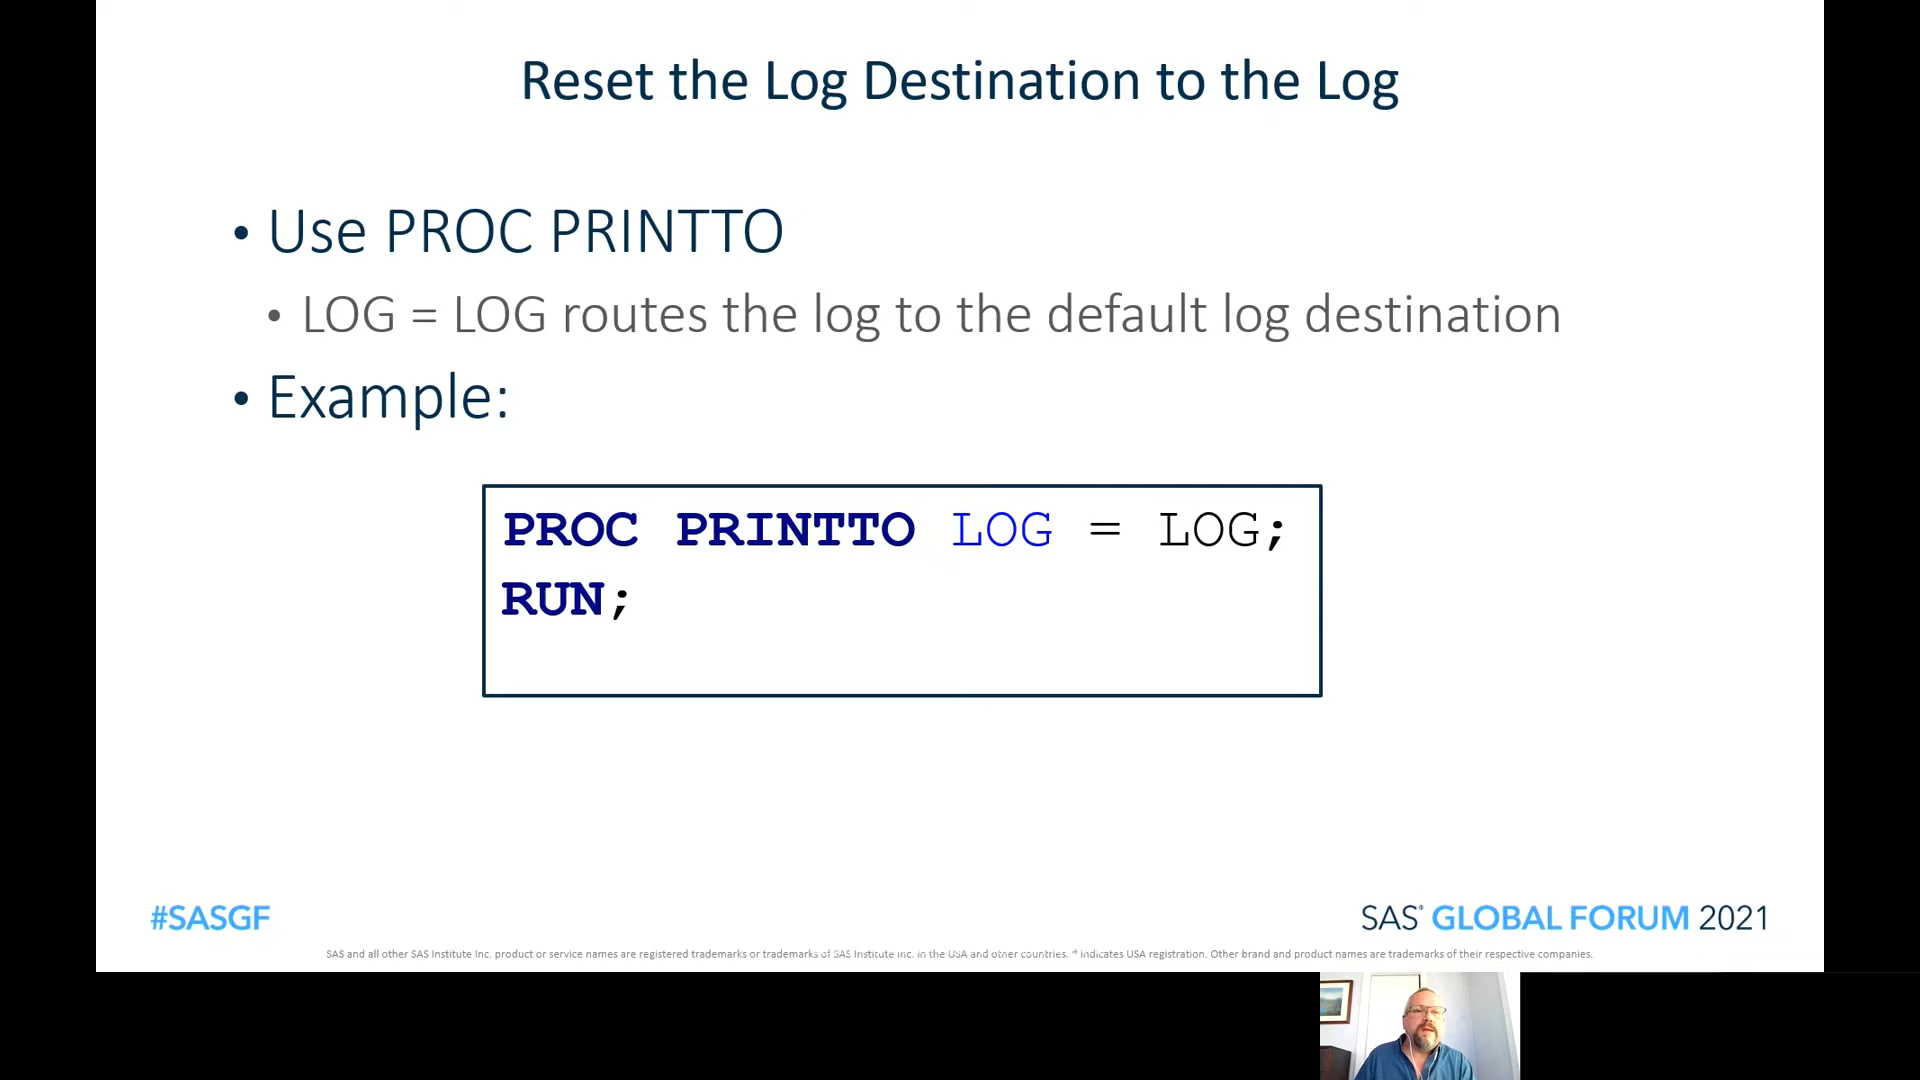 Reset the Log Destination to the Log
• Use PROC PRINTTO
• LOG = LOG routes the log to the default log destination
• Example:
PROC PRINTTO LOG = LOG;
RUN;
#SASGF
SAS® GLOBAL FORUM 2021
SAS and all other SAS Institute Inc. product or service names are registered trademarks or trademarks of SAS Institute Inc. in the USA and other countries. ® indicates USA registration. Other brand and product names are trademarks of their respective companies.